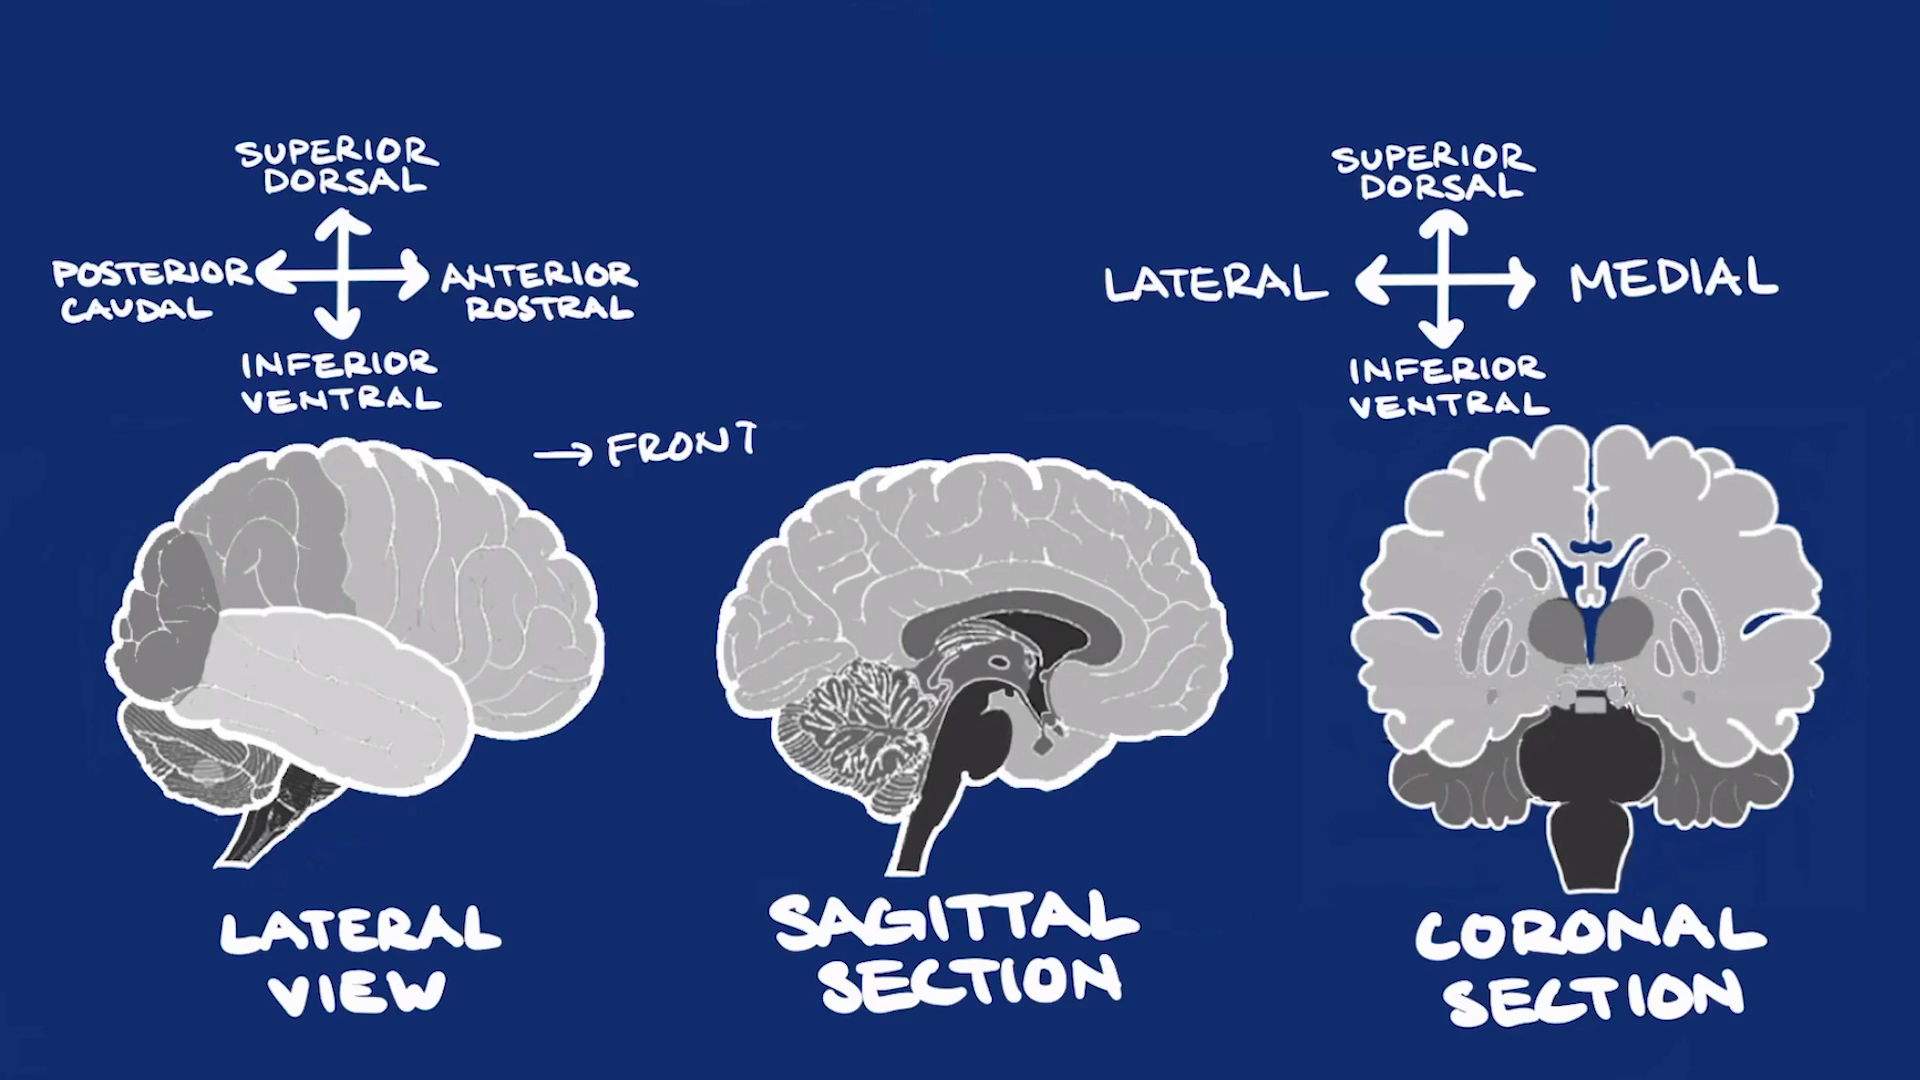 SUPERIOR
DORSAL
POSTERIOR
CAUDAL
ANTERIOR
ROSTRAL
INFERIOR
VENTRAL
→ FRONT
SUPERIOR
DORSAL
LATERAL
MEDIAL
INFERIOR
VENTRAL
LATERAL
VIEW
SAGITTAL
SECTION
CORONAL
SECTION